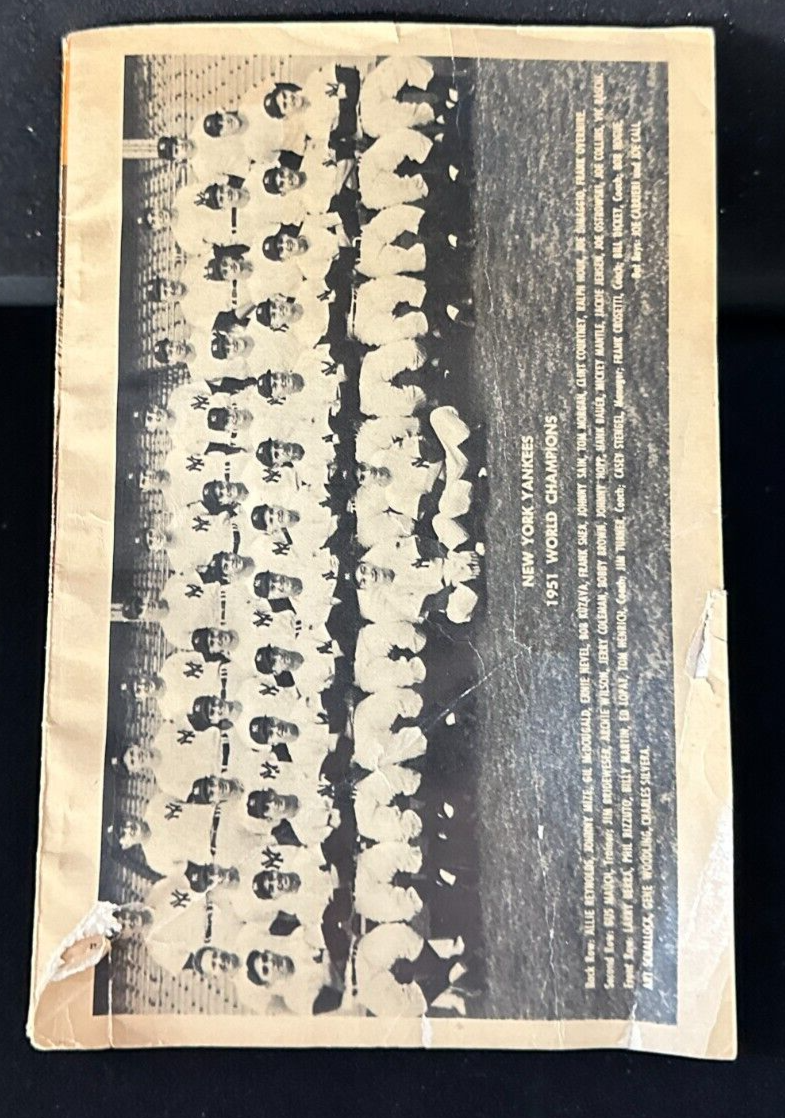 NEW YORK YANKEES
1951 WORLD CHAMPIONS
Back Row: ALLIE REYNOLDS, JOHNNY MIZE, GIL McDOUGALD, ERNIE NEVEL, BOB KUZAVA, FRANK SHEA, JOHNNY SAIN, TOM MORGAN, CLINT COURTNEY, RALPH HOUK, JOE DIMAGGIO, FRANK OVERMIRE
Second Row: GUS MAUCH, Trainer; JIM BRIDEWESER, ARCHIE WILSON, JERRY COLEMAN, BOBBY BROWN, JOHNNY HOPP, HANK BAUER, MICKEY MANTLE, JACKIE JENSEN, JOE OSTROWSKI, JOE COLLINS, VIC RASCHI.
Front Row: LARRY BERRA, PHIL RIZZUTO, BILLY MARTIN, ED LOPAT, TOM HENRICH, Coach; JIM TURNER, Coach; CASEY STENGEL, Manager; FRANK CROSETTI, Coach; BILL DICKEY, Coach; BOB HOGUE,
ART SCHALLOCK, GENE WOODLING, CHARLES SILVERA.
Bat Boys: JOE CARRIERI and JOE CALL